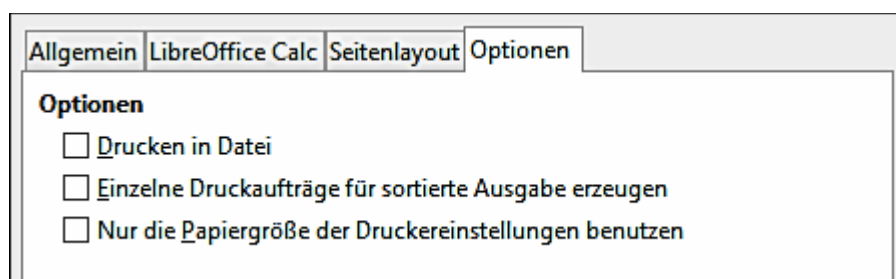 Allgemein LibreOffice Calc Seitenlayout Optionen
Optionen
Drucken in Datei
Einzelne Druckaufträge für sortierte Ausgabe erzeugen
Nur die Papiergröße der Druckereinstellungen benutzen